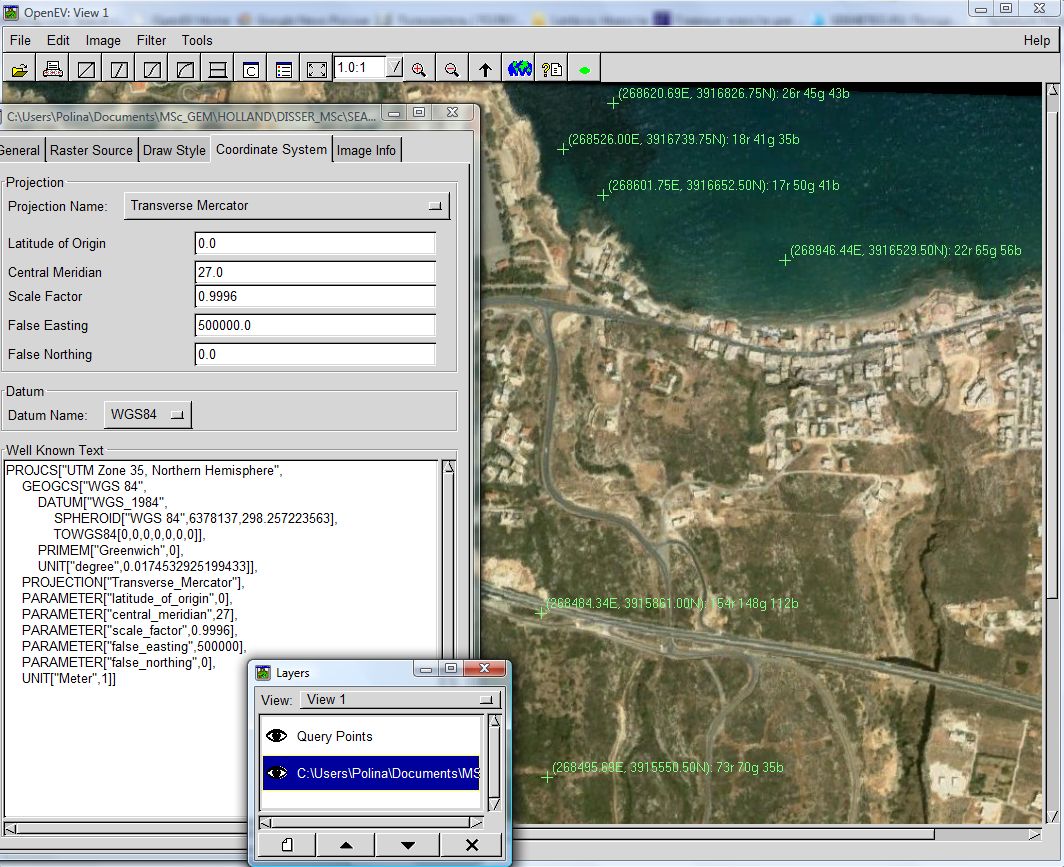 OpenEV: View 1
File Edit Image Filter Tools Help
1.0:1
C:\Users\Polina\Documents\MSc_GEM\HOLLAND\DISSER_MSc\SEA...
General Raster Source Draw Style Coordinate System Image Info
Projection
Projection Name: Transverse Mercator
Latitude of Origin 0.0
Central Meridian 27.0
Scale Factor 0.9996
False Easting 500000.0
False Northing 0.0
Datum
Datum Name: WGS84
Well Known Text
PROJCS["UTM Zone 35, Northern Hemisphere",
GEOGCS["WGS 84",
DATUM["WGS_1984",
SPHEROID["WGS 84",6378137,298.257223563],
TOWGS84[0,0,0,0,0,0,0]],
PRIMEM["Greenwich",0],
UNIT["degree",0.0174532925199433]],
PROJECTION["Transverse_Mercator"],
PARAMETER["latitude_of_origin",0],
PARAMETER["central_meridian",27],
PARAMETER["scale_factor",0.9996],
PARAMETER["false_easting",500000],
PARAMETER["false_northing",0],
UNIT["Meter",1]]
Layers
View: View 1
Query Points
C:\Users\Polina\Documents\MS
(268620.69E, 3916826.75N): 26r 45g 43b
(268526.00E, 3916739.75N): 18r 41g 35b
(268601.75E, 3916652.50N): 17r 50g 41b
(268946.44E, 3916529.50N): 22r 65g 56b
(268484.34E, 3915861.00N): 154r 148g 112b
(268495.69E, 3915550.50N): 73r 70g 35b